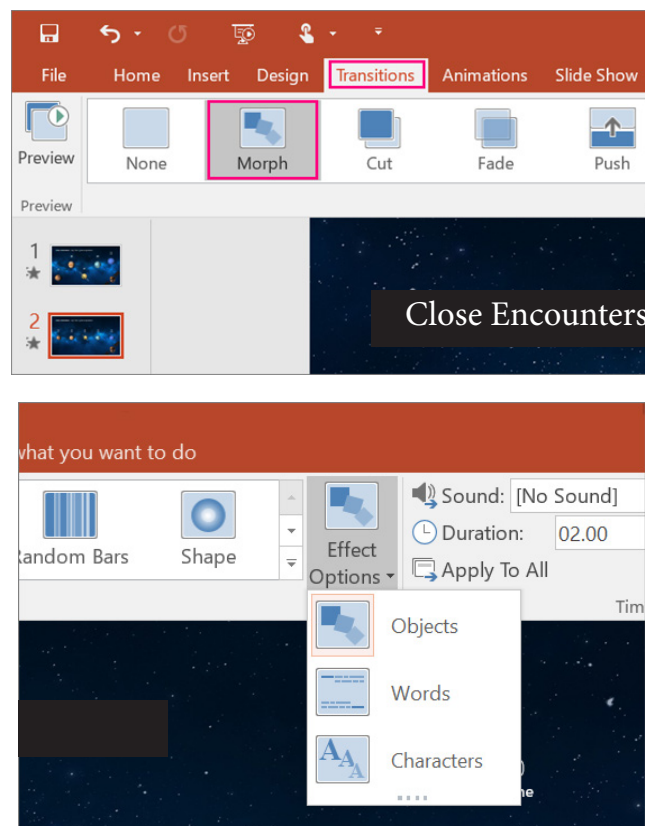 File Home Insert Design Transitions Animations Slide Show
Preview None Morph Cut Fade Push
Preview
1
2
Close Encounters
what you want to do
Sound: [No Sound]
Duration: 02.00
Random Bars Shape Effect Options Apply To All
Tim
Objects
Words
Characters
ne